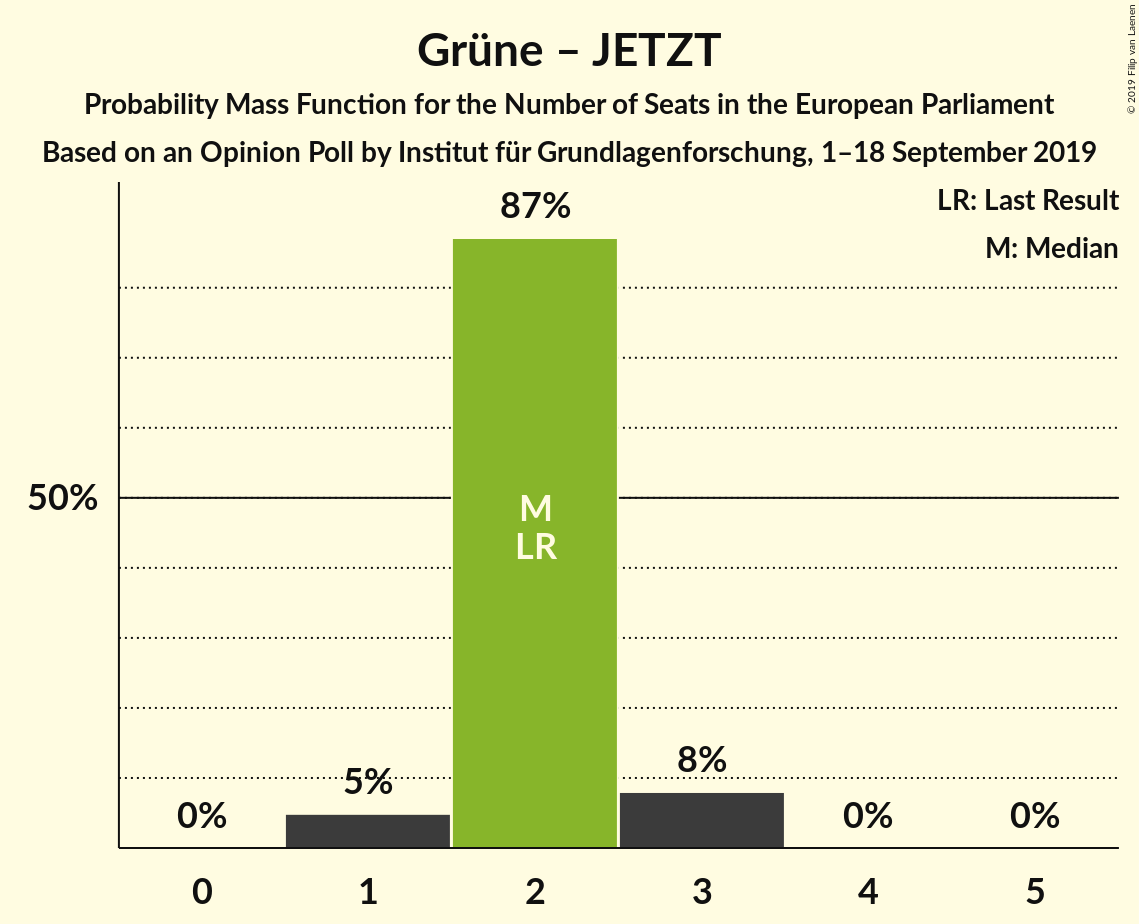 Grüne – JETZT
Probability Mass Function for the Number of Seats in the European Parliament
Based on an Opinion Poll by Institut für Grundlagenforschung, 1–18 September 2019
© 2019 Filip van Laenen
LR: Last Result
M: Median
87%
50%
M
LR
8%
5%
0%
0%
0%
0 1 2 3 4 5